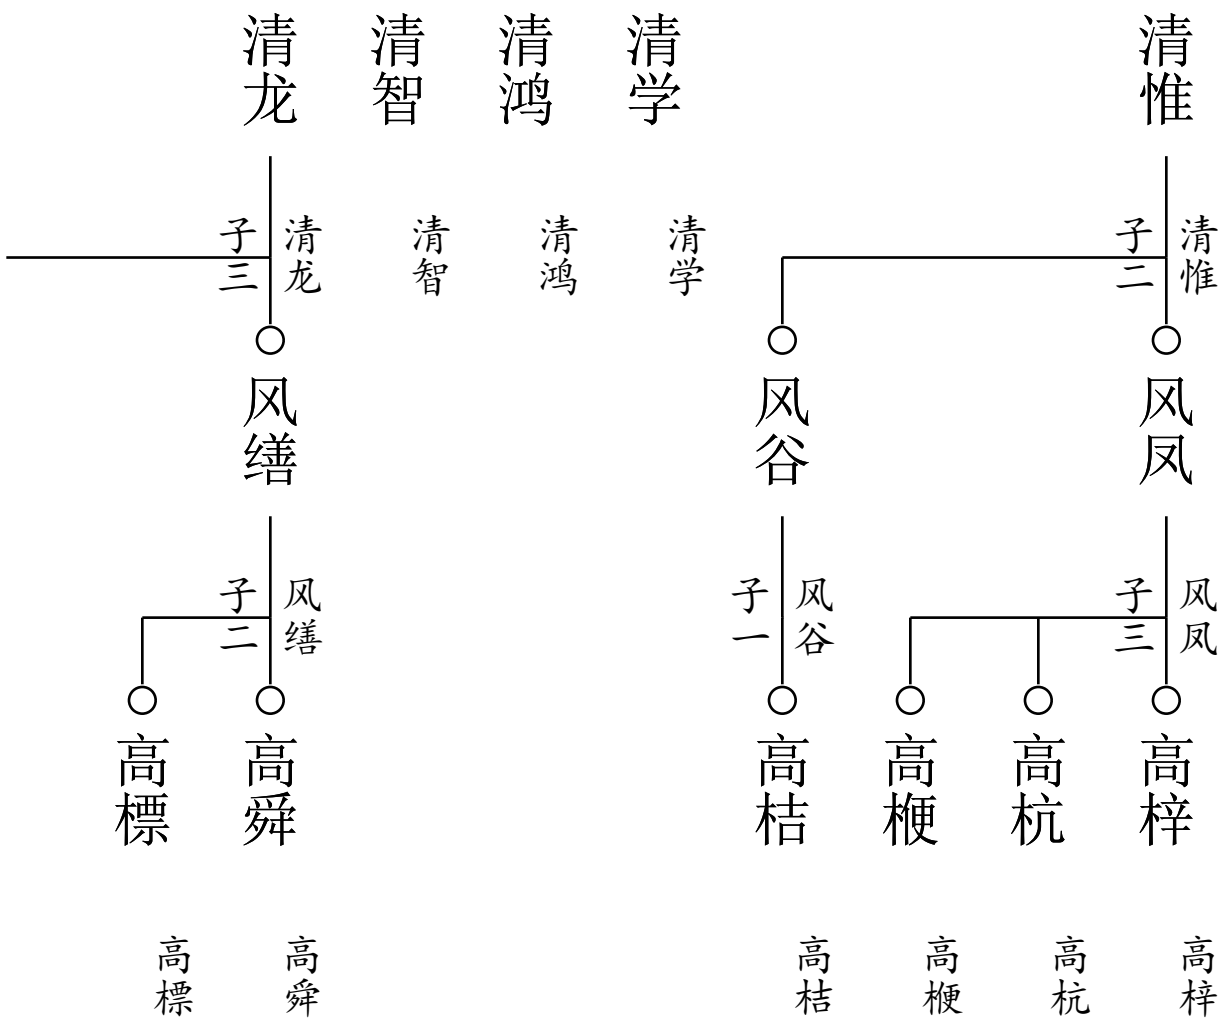 清惟
清学
清鸿
清智
清龙
清惟
子二
清学
清鸿
清智
清龙
子三
风凤
风谷
风缮
风凤
子三
风谷
子一
风缮
子二
高梓
高杭
高楩
高桔
高舜
高標
高梓
高杭
高楩
高桔
高舜
高標